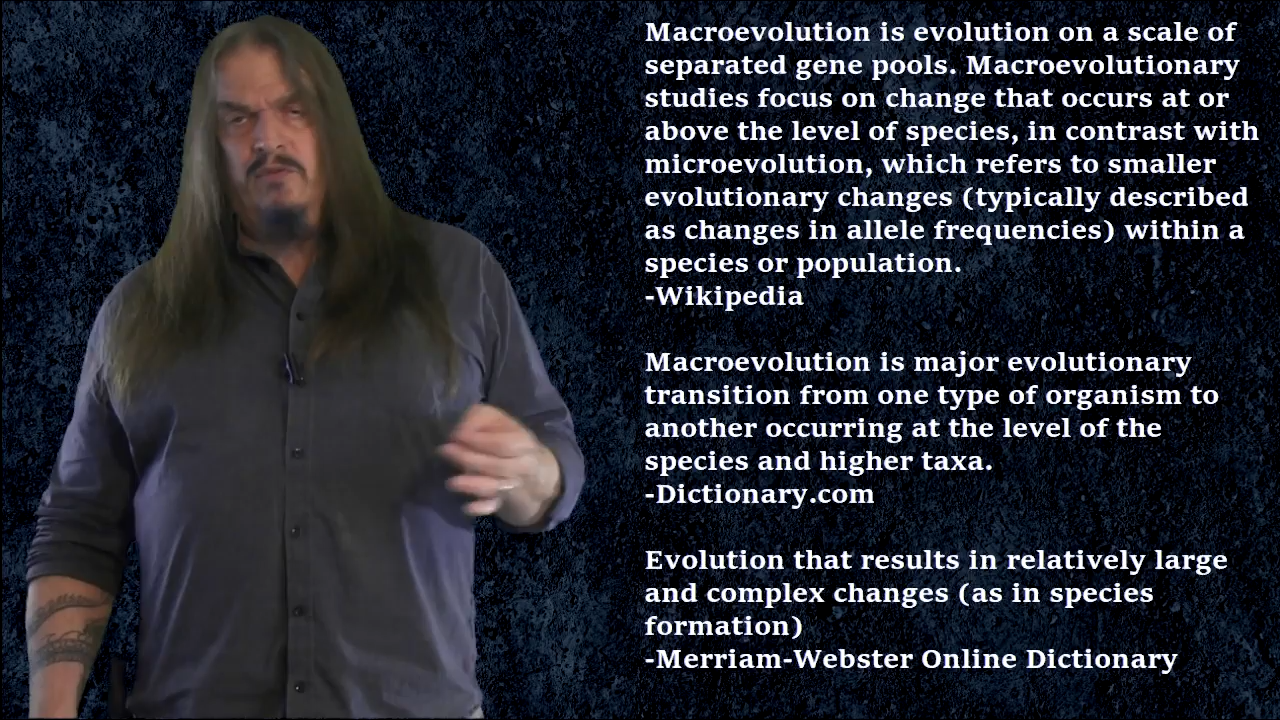 Macroevolution is evolution on a scale of
separated gene pools. Macroevolutionary
studies focus on change that occurs at or
above the level of species, in contrast with
microevolution, which refers to smaller
evolutionary changes (typically described
as changes in allele frequencies) within a
species or population.
-Wikipedia
Macroevolution is major evolutionary
transition from one type of organism to
another occurring at the level of the
species and higher taxa.
-Dictionary.com
Evolution that results in relatively large
and complex changes (as in species
formation)
-Merriam-Webster Online Dictionary